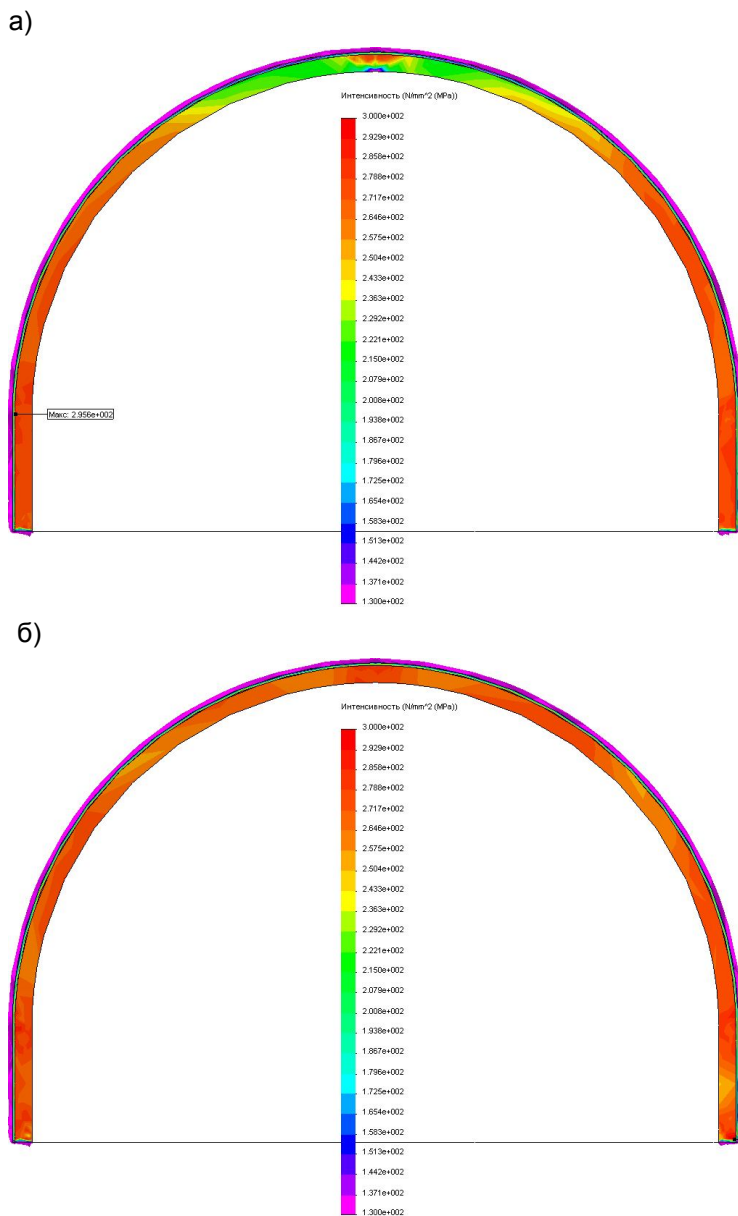 а)
Интенсивность (N/mm^2 (MPa))
3.000e+002
2.929e+002
2.858e+002
2.788e+002
2.717e+002
2.646e+002
2.575e+002
2.504e+002
2.433e+002
2.363e+002
2.292e+002
2.221e+002
2.150e+002
2.079e+002
2.008e+002
1.938e+002
1.867e+002
1.796e+002
1.725e+002
1.654e+002
1.583e+002
1.513e+002
1.442e+002
1.371e+002
1.300e+002
Макс: 2.956e+002
б)
Интенсивность (N/mm^2 (MPa))
3.000e+002
2.929e+002
2.858e+002
2.788e+002
2.717e+002
2.646e+002
2.575e+002
2.504e+002
2.433e+002
2.363e+002
2.292e+002
2.221e+002
2.150e+002
2.079e+002
2.008e+002
1.938e+002
1.867e+002
1.796e+002
1.725e+002
1.654e+002
1.583e+002
1.513e+002
1.442e+002
1.371e+002
1.300e+002